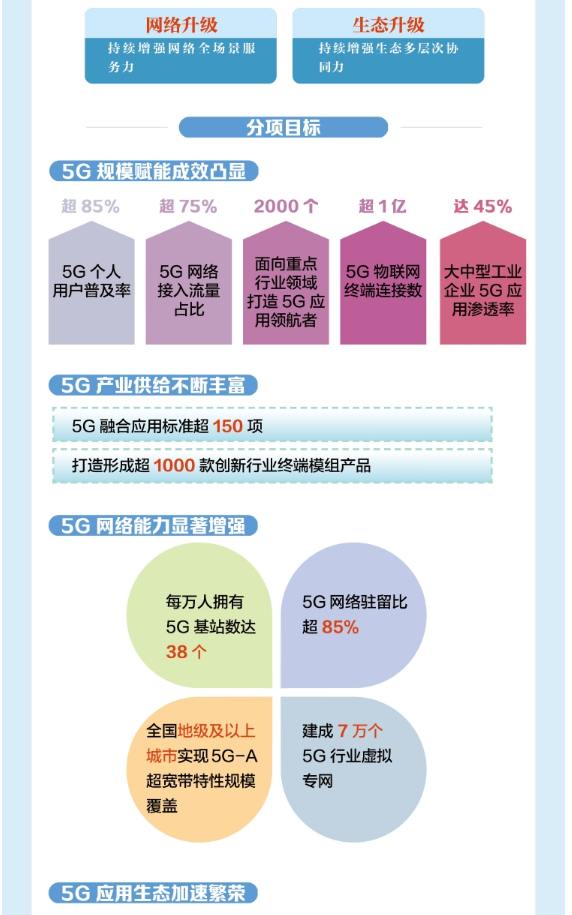 网络升级
持续增强网络全场景服
务力
生态升级
持续增强生态多层次协
同力
分项目标
5G 规模赋能成效凸显
超 85%
5G 个人
用户普及率
超 75%
5G 网络
接入流量
占比
2000 个
面向重点
行业领域
打造 5G 应
用领航者
超 1 亿
5G 物联网
终端连接数
达 45%
大中型工业
企业 5G 应
用渗透率
5G 产业供给不断丰富
5G 融合应用标准超 150 项
打造形成超 1000 款创新行业终端模组产品
5G 网络能力显著增强
每万人拥有
5G 基站数达
38 个
5G 网络驻留比
超 85%
全国地级及以上
城市实现 5G-A
超宽带特性规模
覆盖
建成 7 万个
5G 行业虚拟
专网
5G 应用生态加速繁荣